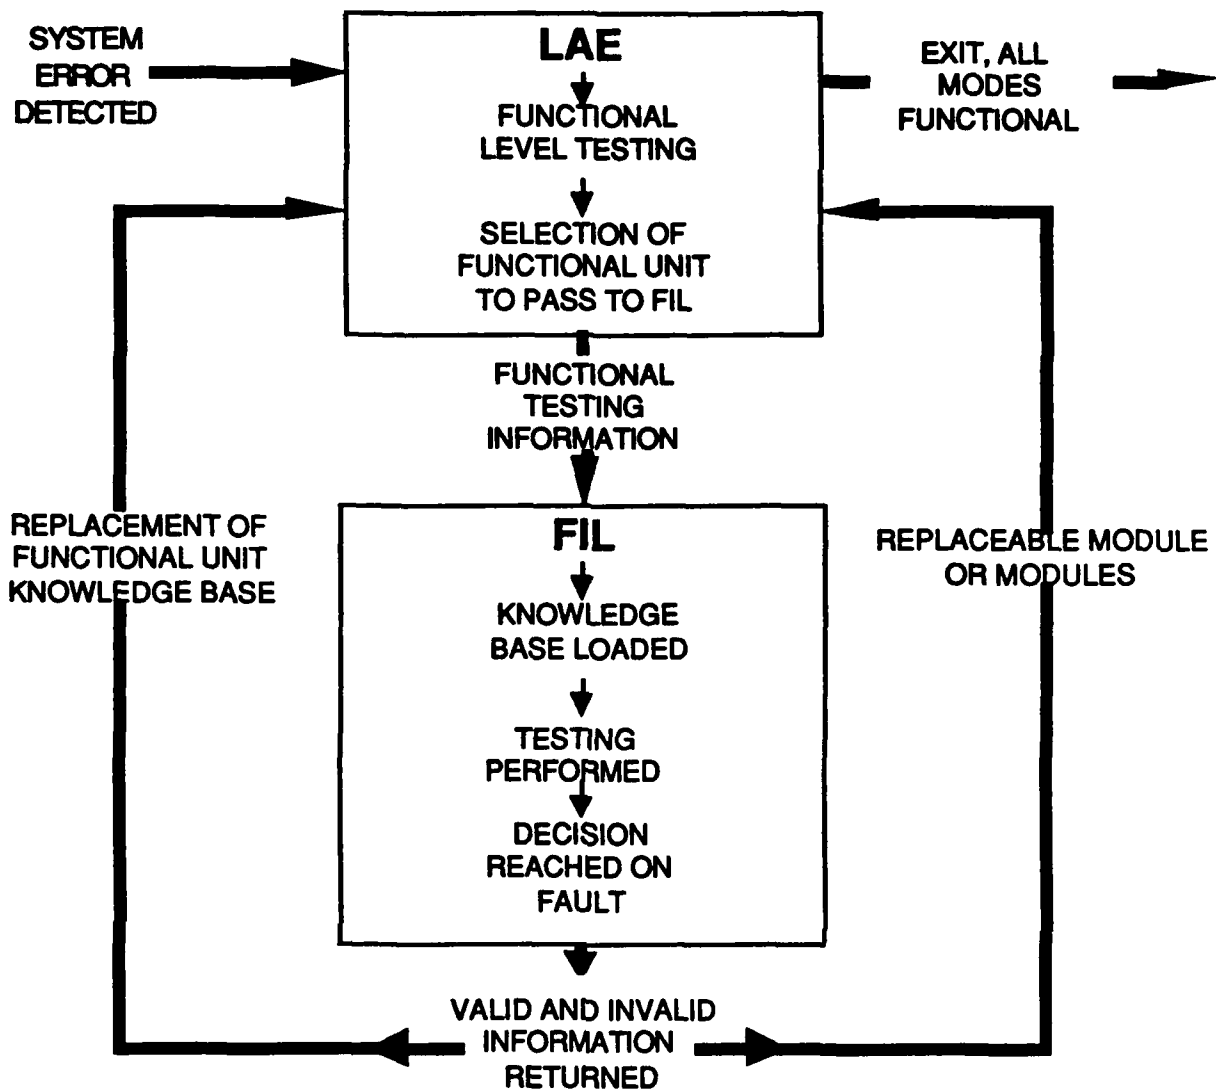 SYSTEM
ERROR
DETECTED
LAE
FUNCTIONAL
LEVEL TESTING
SELECTION OF
FUNCTIONAL UNIT
TO PASS TO FIL
EXIT, ALL
MODES
FUNCTIONAL
FUNCTIONAL
TESTING
INFORMATION
REPLACEMENT OF
FUNCTIONAL UNIT
KNOWLEDGE BASE
FIL
KNOWLEDGE
BASE LOADED
TESTING
PERFORMED
DECISION
REACHED ON
FAULT
REPLACEABLE MODULE
OR MODULES
VALID AND INVALID
INFORMATION
RETURNED